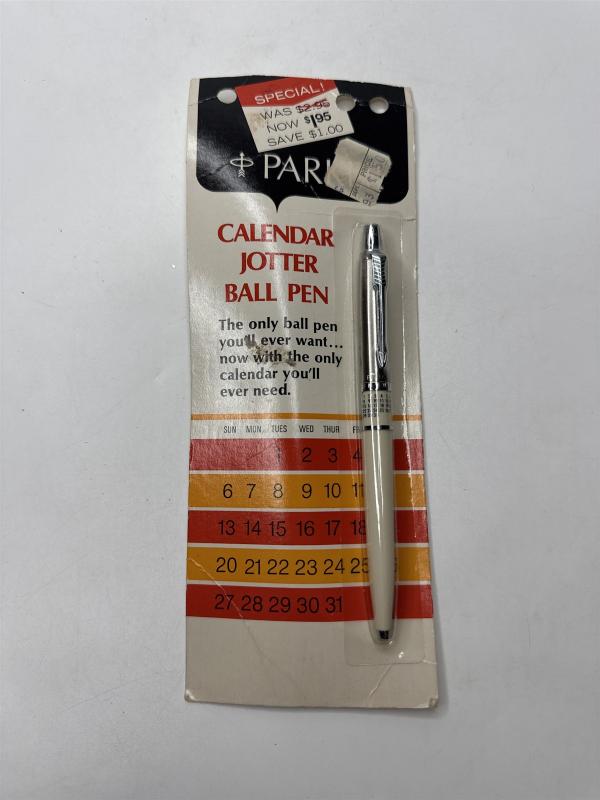 SPECIAL!
WAS $2.95
NOW $1.95
SAVE $1.00
PAR
CALENDAR
JOTTER
BALL PEN
The only ball pen
you'll ever want...
now with the only
calendar you'll
ever need.
SUN MON TUES WED THUR FR
1 2 3 4
6 7 8 9 10 11
13 14 15 16 17 18
20 21 22 23 24 25
27 28 29 30 31